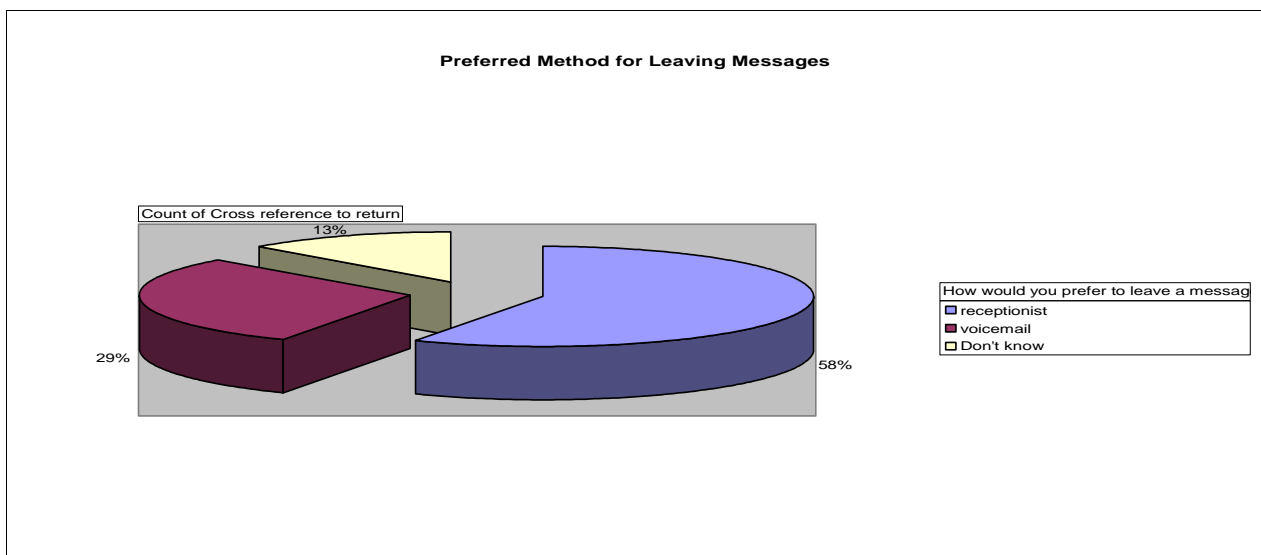 Preferred Method for Leaving Messages
Count of Cross reference to return
13%
29%
58%
How would you prefer to leave a messag
receptionist
voicemail
Don't know